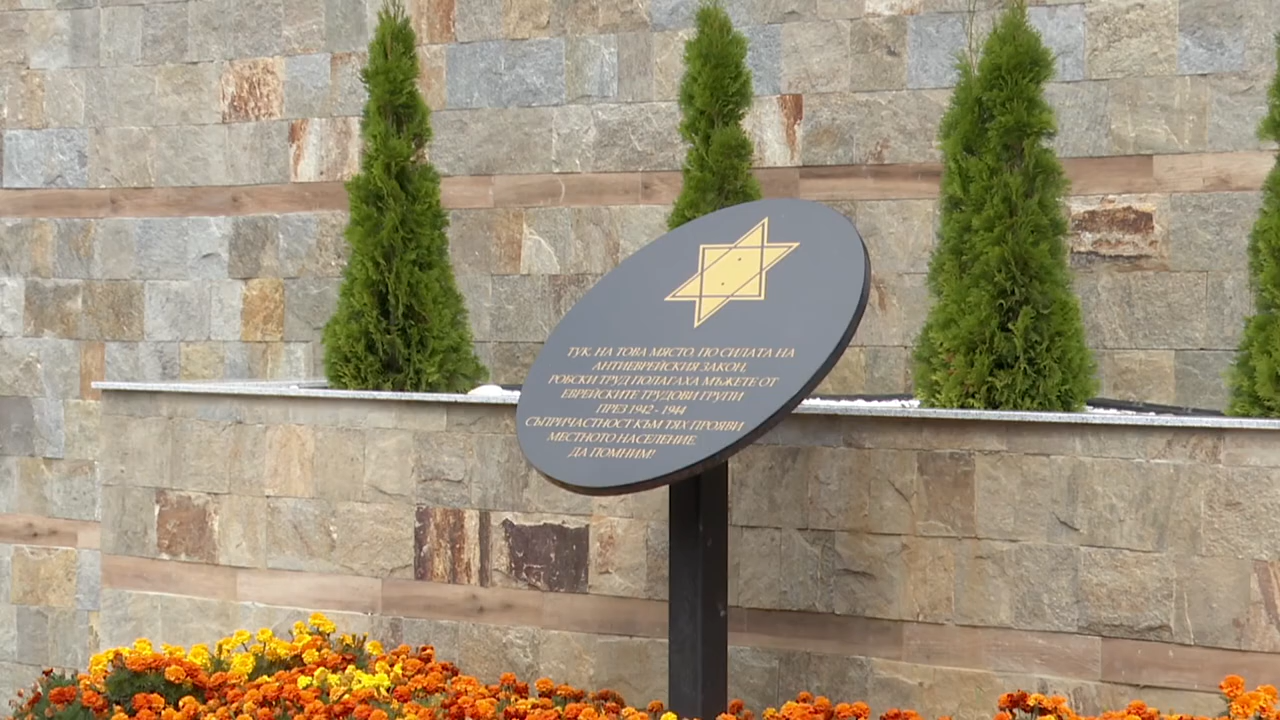 ТУК, НА ТОВА МЯСТО, ПО СИЛАТА НА
АНТИЕВРЕЙСКИЯ ЗАКОН,
РОБСКИ ТРУД ПОЛАГАХА МЪЖЕТЕ ОТ
ЕВРЕЙСКИТЕ ТРУДОВИ ГРУПИ
ПРЕЗ 1942 - 1944
СЪПРИЧАСТНОСТ КЪМ ТЯХ ПРОЯВИ
МЕСТНОТО НАСЕЛЕНИЕ.
ДА ПОМНИМ!